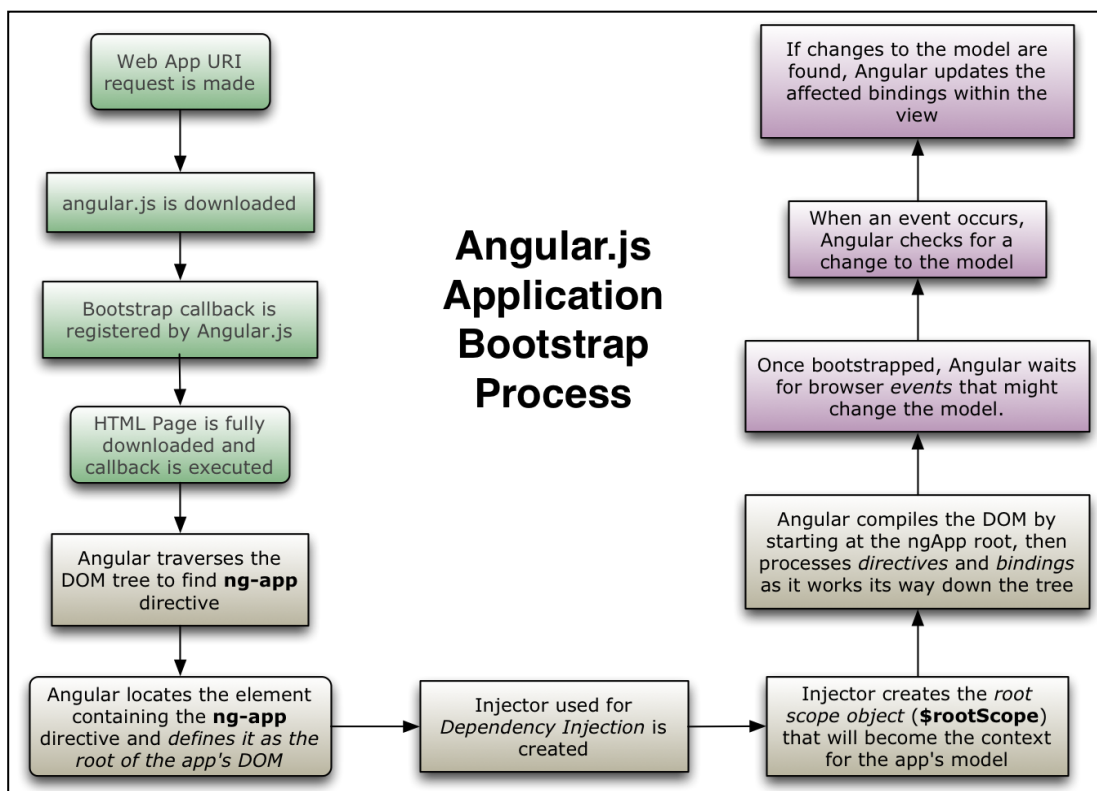 Web App URI
request is made
angular.js is downloaded
Bootstrap callback is
registered by Angular.js
HTML Page is fully
downloaded and
callback is executed
Angular traverses the
DOM tree to find ng-app
directive
Angular locates the element
containing the ng-app
directive and defines it as the
root of the app's DOM
Injector used for
Dependency Injection is
created
Injector creates the root
scope object ($rootScope)
that will become the context
for the app's model
Angular compiles the DOM by
starting at the ngApp root, then
processes directives and bindings
as it works its way down the tree
Once bootstrapped, Angular waits
for browser events that might
change the model.
When an event occurs,
Angular checks for a
change to the model
If changes to the model are
found, Angular updates the
affected bindings within the
view
Angular.js
Application
Bootstrap
Process